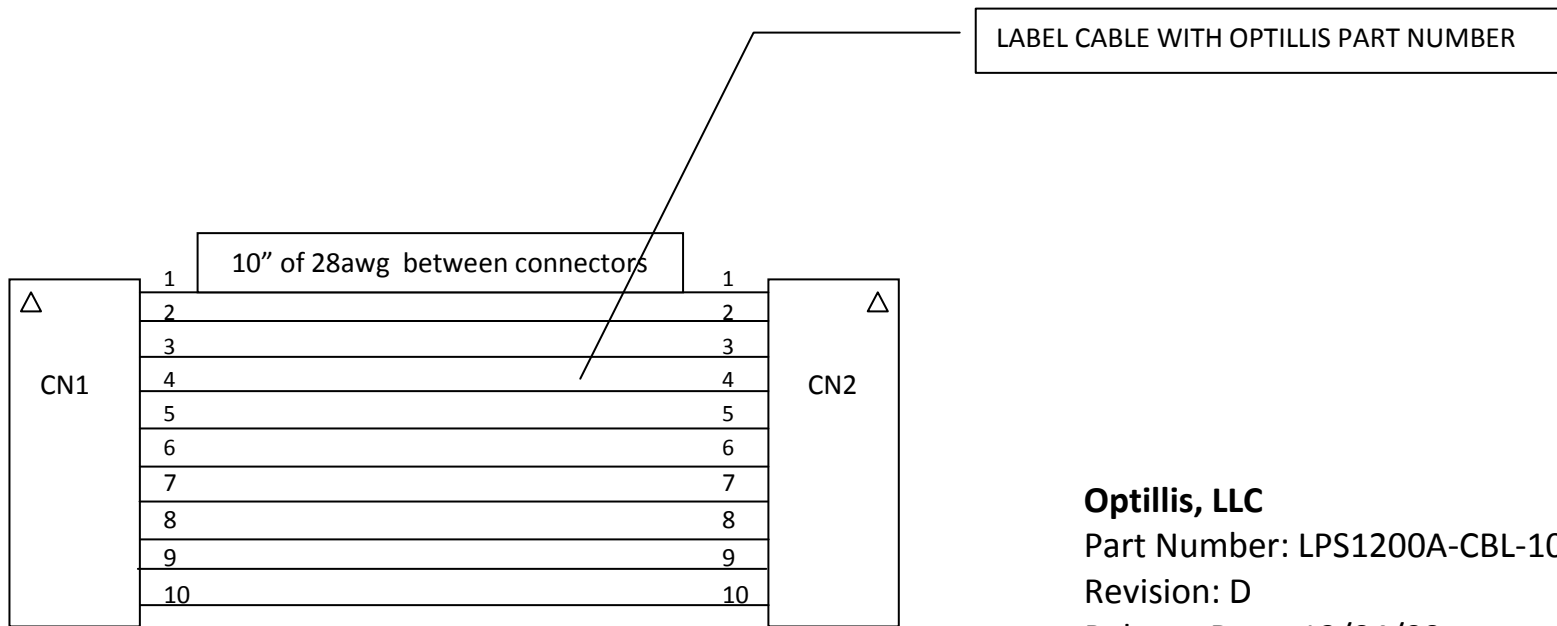 LABEL CABLE WITH OPTILLIS PART NUMBER
10” of 28awg between connectors
1 1
2 2
3 3
CN1 4 4 CN2
5 5
6 6
7 7
8 8
9 9
10 10
Optillis, LLC
Part Number: LPS1200A-CBL-10
Revision: D